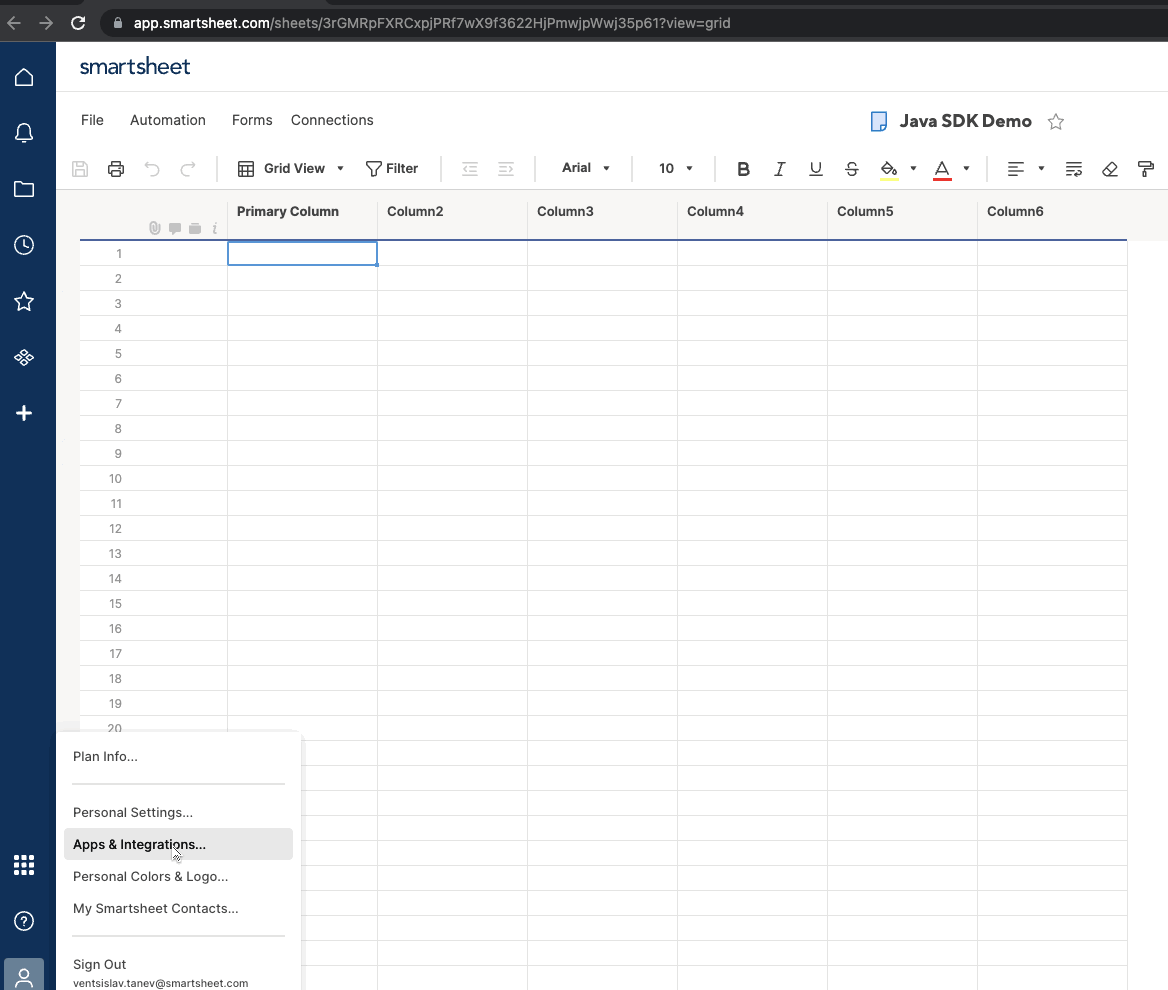 app.smartsheet.com/sheets/3rGMRpFXRCxpjPRf7wX9f3622HjPmwjpWwj35p61?view=grid
smartsheet
File Automation Forms Connections Java SDK Demo
Grid View Filter Arial 10 B I U S A
Primary Column Column2 Column3 Column4 Column5 Column6
1
2
3
4
5
6
7
8
9
10
11
12
13
14
15
16
17
18
19
20
Plan Info...
Personal Settings...
Apps & Integrations...
Personal Colors & Logo...
My Smartsheet Contacts...
Sign Out
ventsislav.tanev@smartsheet.com